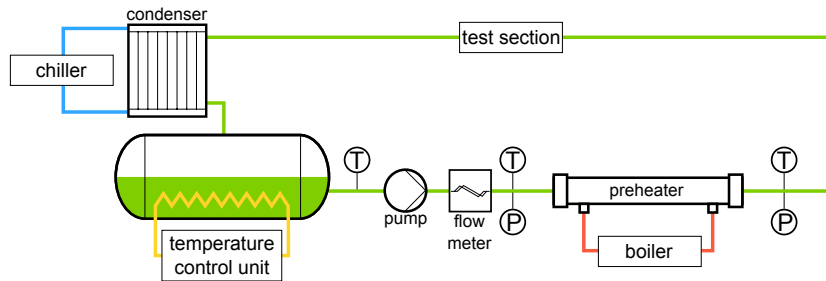 condenser
chiller
test section
T
T
T
pump
flow
meter
P
preheater
P
temperature
control unit
boiler